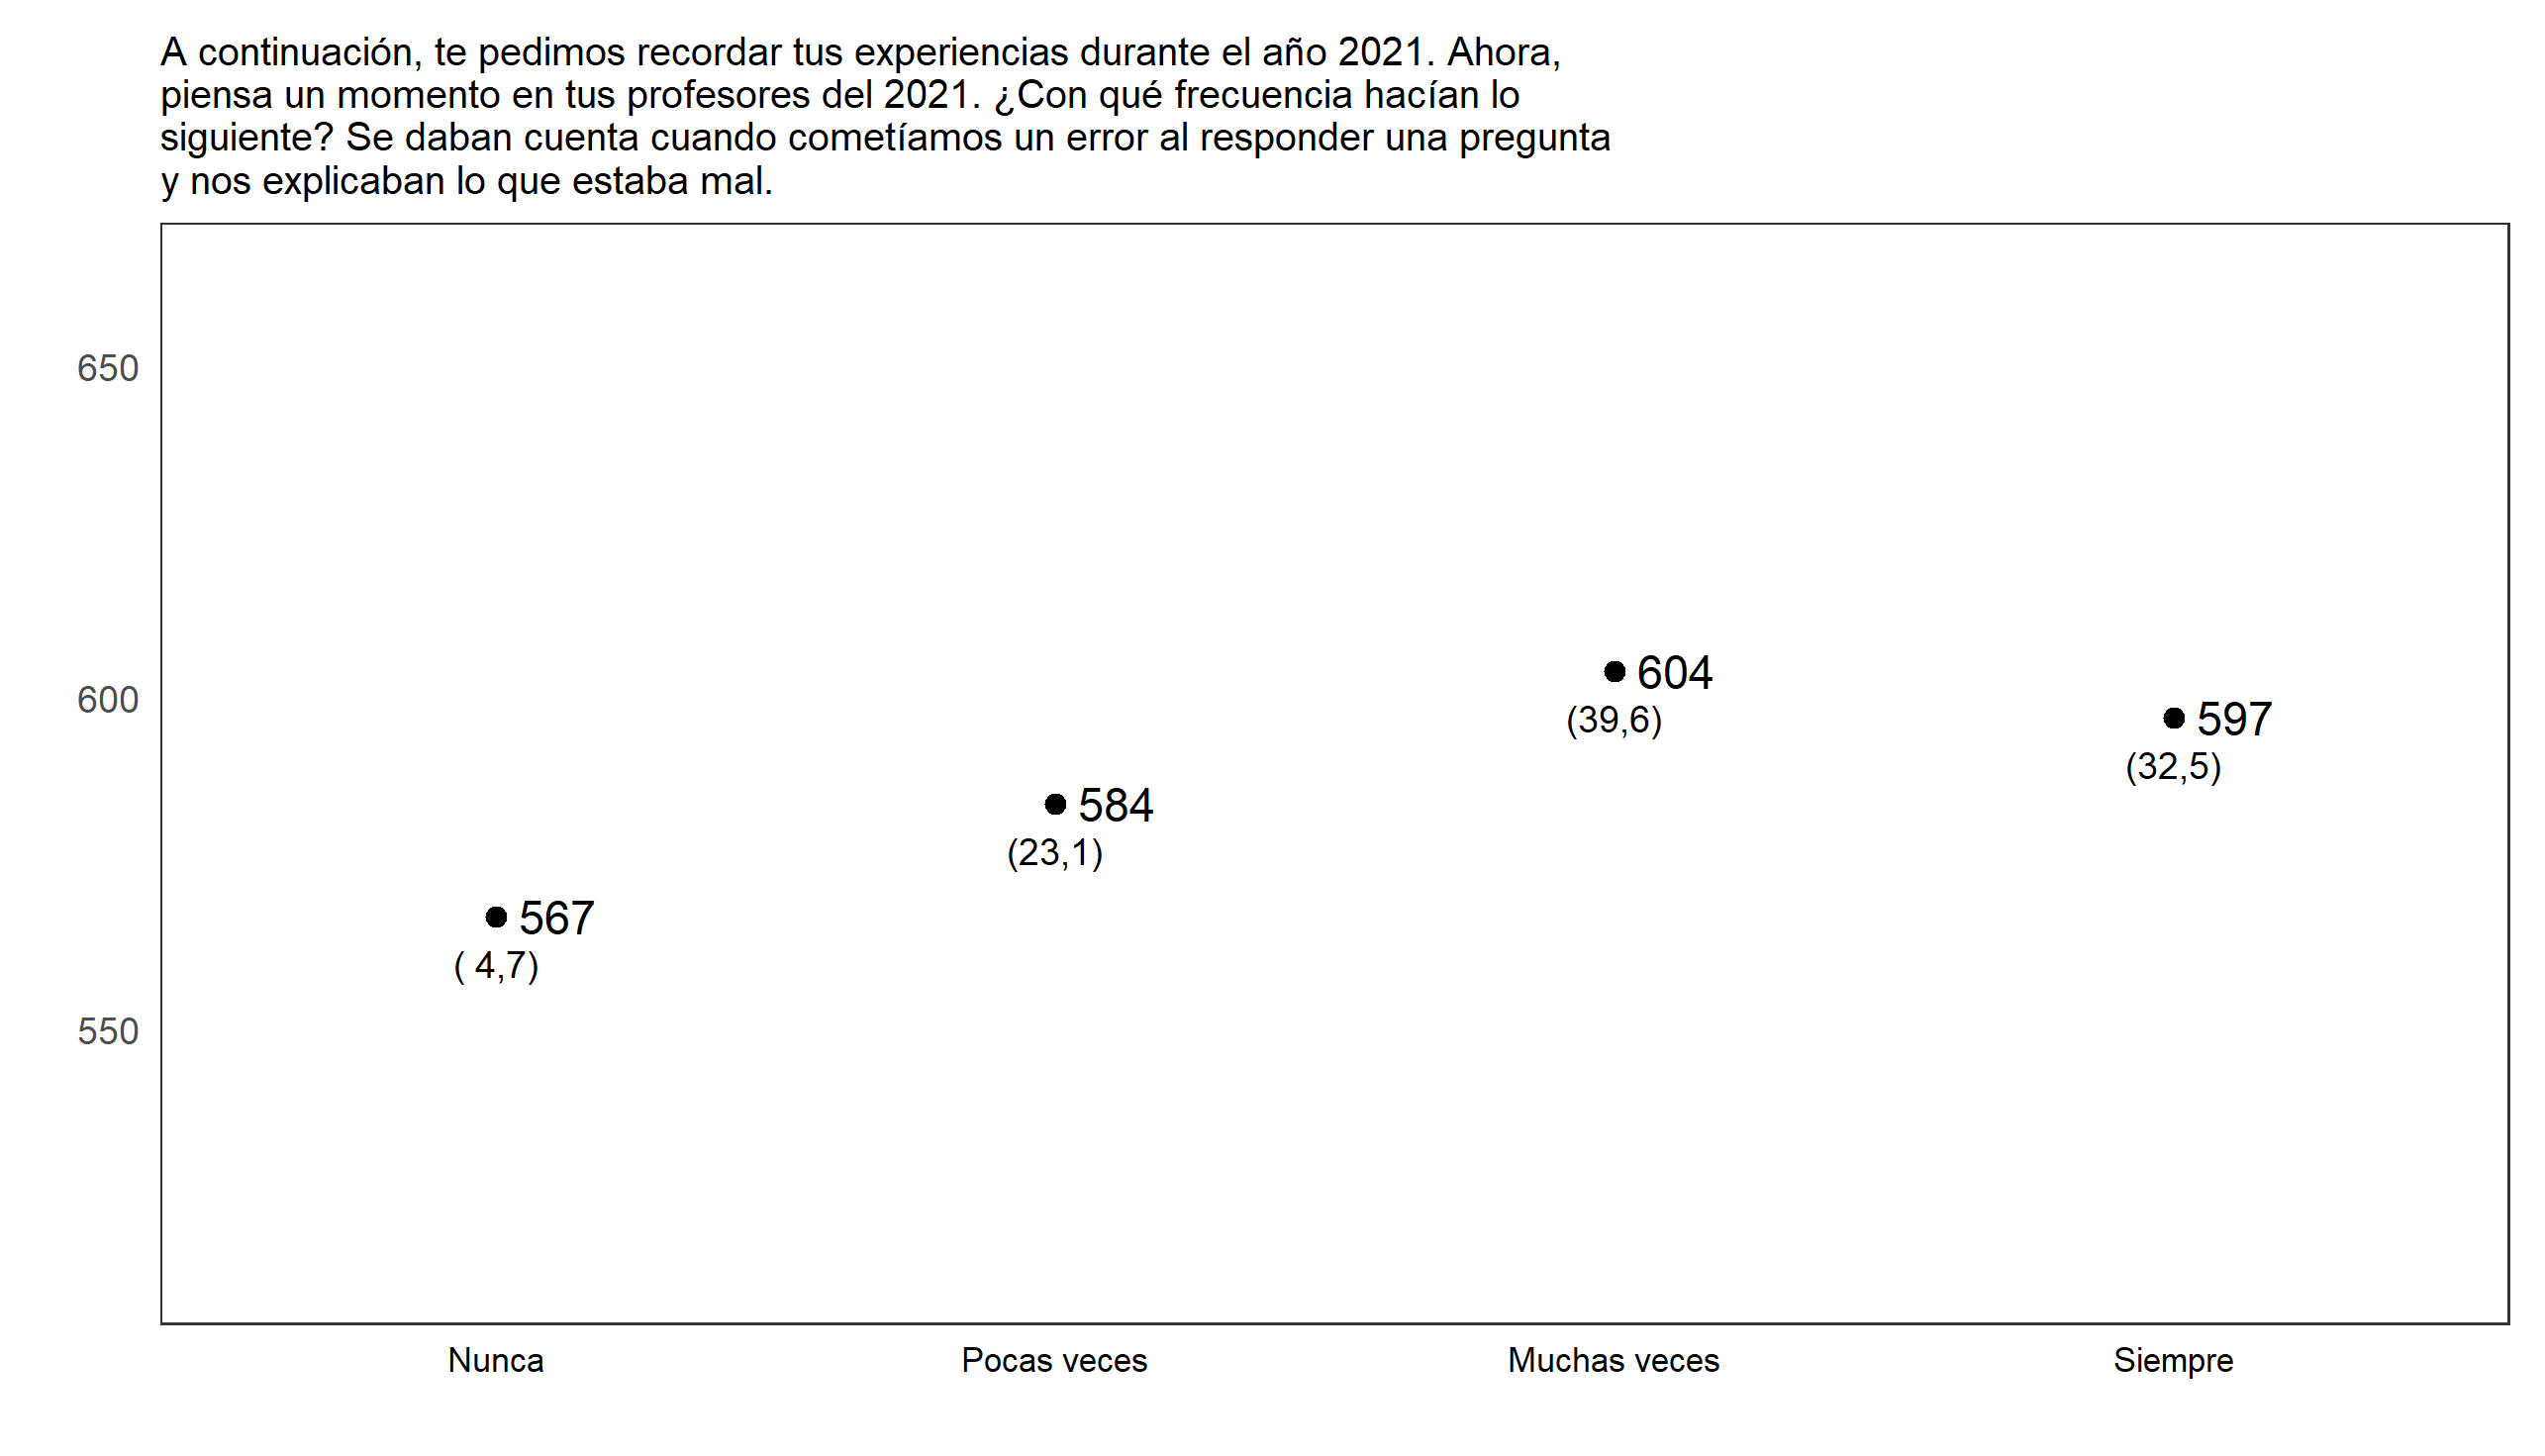 A continuación, te pedimos recordar tus experiencias durante el año 2021. Ahora,
piensa un momento en tus profesores del 2021. ¿Con qué frecuencia hacían lo
siguiente? Se daban cuenta cuando cometíamos un error al responder una pregunta
y nos explicaban lo que estaba mal.
650
600
550
567
( 4,7)
584
(23,1)
604
(39,6)
597
(32,5)
Nunca
Pocas veces
Muchas veces
Siempre